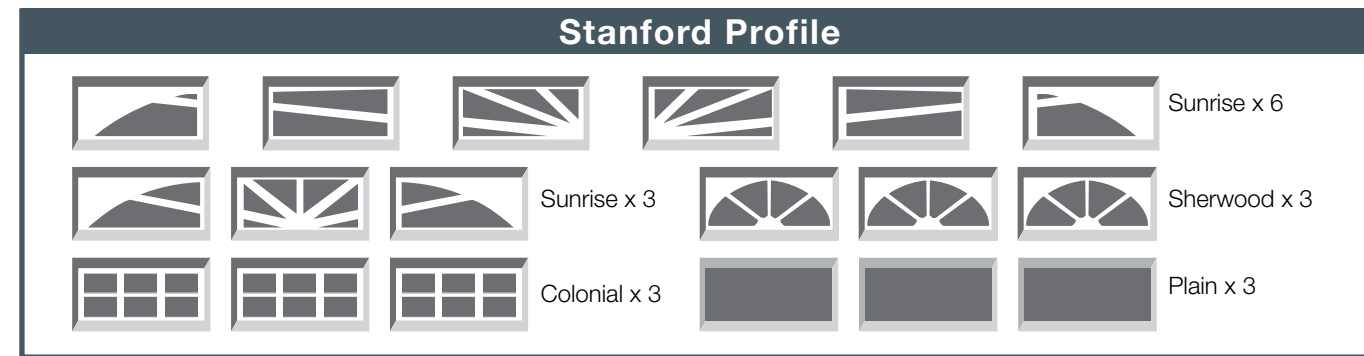 Stanford Profile
Sunrise x 6
Sunrise x 3
Sherwood x 3
Colonial x 3
Plain x 3